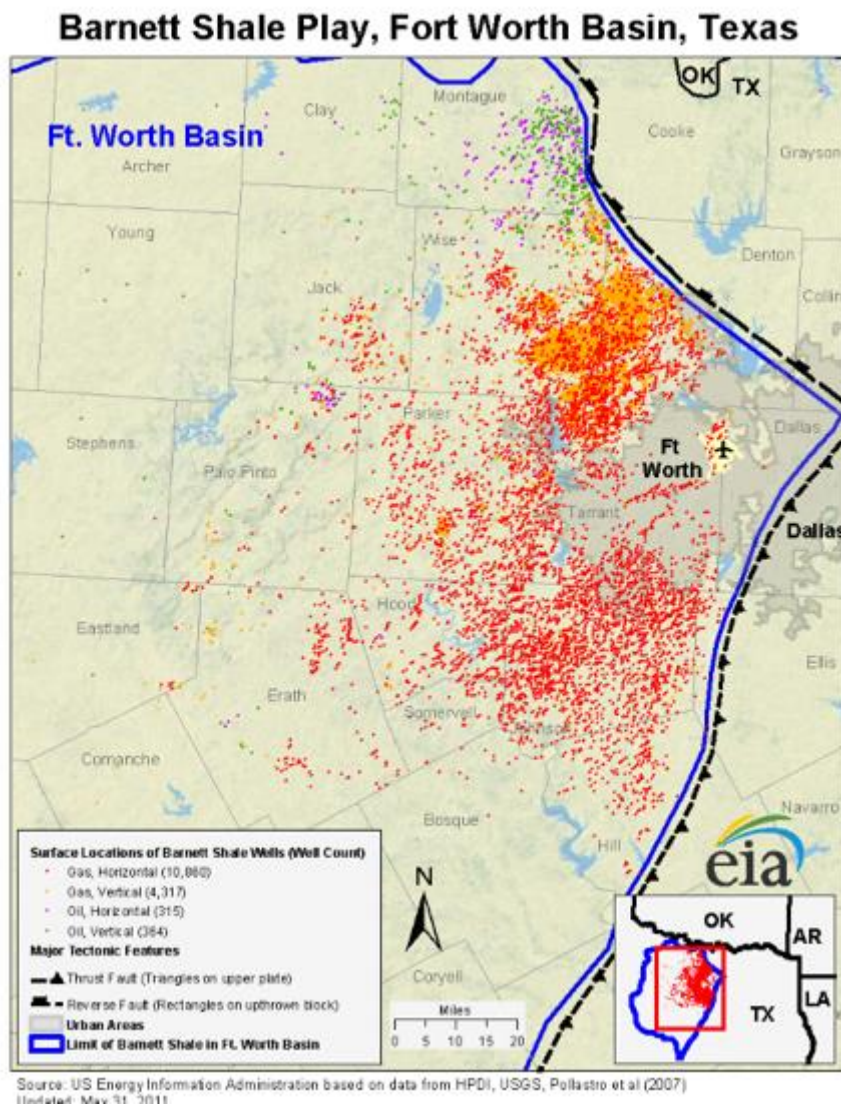 Barnett Shale Play, Fort Worth Basin, Texas
OK
TX
Ft. Worth Basin
Clay
Montague
Cooke
Grayson
Archer
Young
Wise
Denton
Jack
Collin
Parker
Stephens
Palo Pinto
Ft
Worth
Dallas
Tarrant
Dallas
Hood
Eastland
Erath
Ellis
Somervell
Johnson
Comanche
Bosque
Navarro
Hill
Coryell
eia
Surface Locations of Barnett Shale Wells (Well Count)
Gas, Horizontal (10,860)
Gas, Vertical (4,317)
Oil, Horizontal (315)
Oil, Vertical (364)
Major Tectonic Features
Thrust Fault (Triangles on upper plate)
Reverse Fault (Rectangles on upthrown block)
Urban Areas
Limit of Barnett Shale in Ft. Worth Basin
N
Miles
0 5 10 15 20
OK
AR
TX
LA
Source: US Energy Information Administration based on data from HPDI, USGS, Pollastro et al (2007)
Updated: May 31, 2011